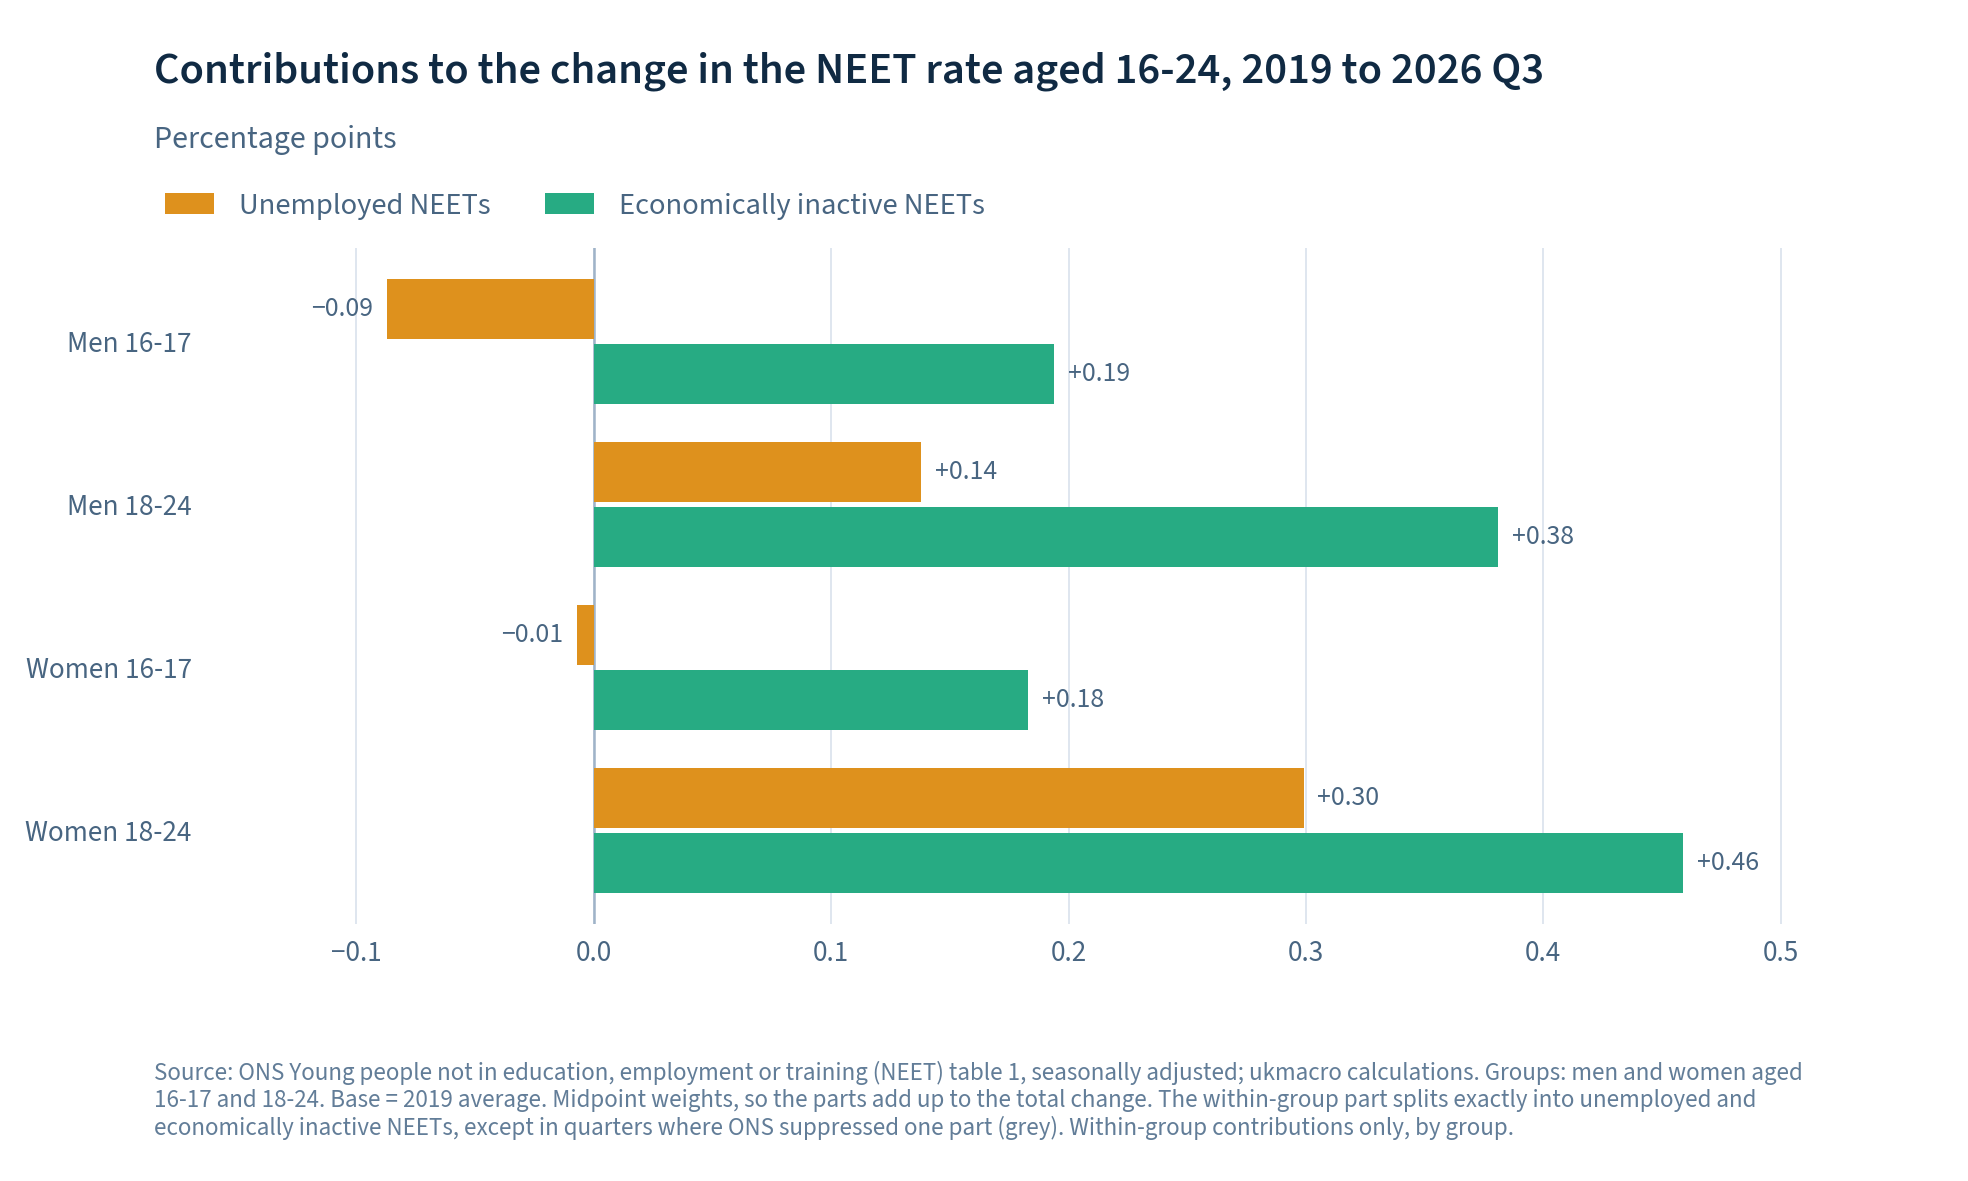 Contributions to the change in the NEET rate aged 16-24, 2019 to 2026 Q3
Percentage points
Unemployed NEETs
Economically inactive NEETs
−0.09
Men 16-17
+0.19
+0.14
Men 18-24
+0.38
−0.01
Women 16-17
+0.18
+0.30
Women 18-24
+0.46
−0.1 0.0 0.1 0.2 0.3 0.4 0.5
Source: ONS Young people not in education, employment or training (NEET) table 1, seasonally adjusted; ukmacro calculations. Groups: men and women aged
16-17 and 18-24. Base = 2019 average. Midpoint weights, so the parts add up to the total change. The within-group part splits exactly into unemployed and
economically inactive NEETs, except in quarters where ONS suppressed one part (grey). Within-group contributions only, by group.